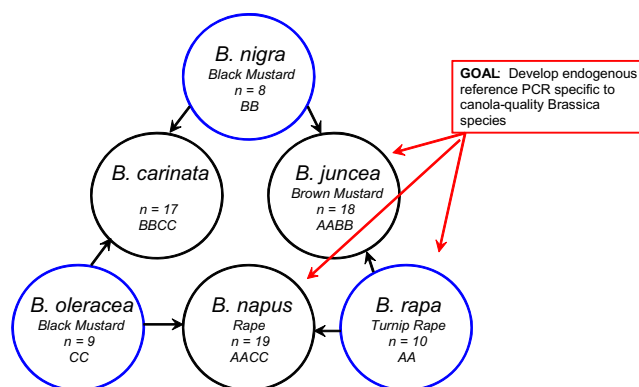 B. nigra
Black Mustard
n = 8
BB
GOAL: Develop endogenous
reference PCR specific to
canola-quality Brassica
species
B. carinata
n = 17
BBCC
B. juncea
Brown Mustard
n = 18
AABB
B. oleracea
Black Mustard
n = 9
CC
B. napus
Rape
n = 19
AACC
B. rapa
Turnip Rape
n = 10
AA